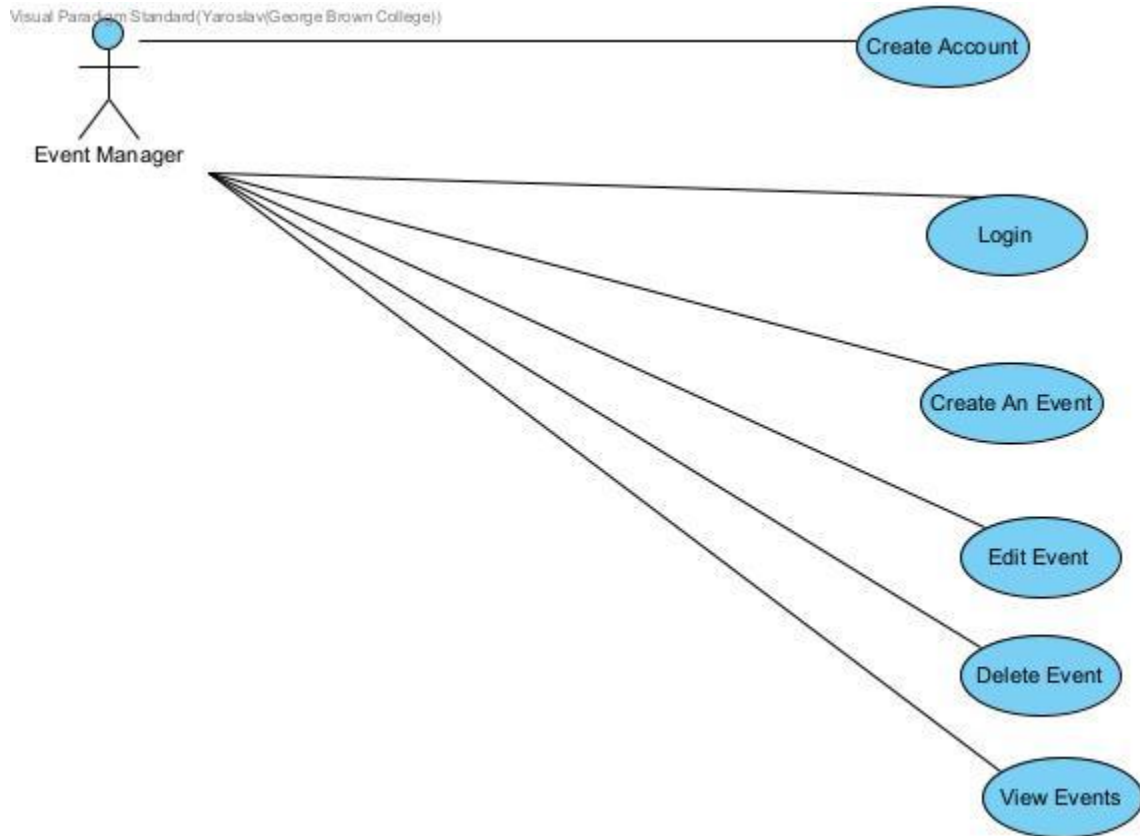 Visual Paradigm Standard(Yaroslav(George Brown College))
Create Account
Event Manager
Login
Create An Event
Edit Event
Delete Event
View Events